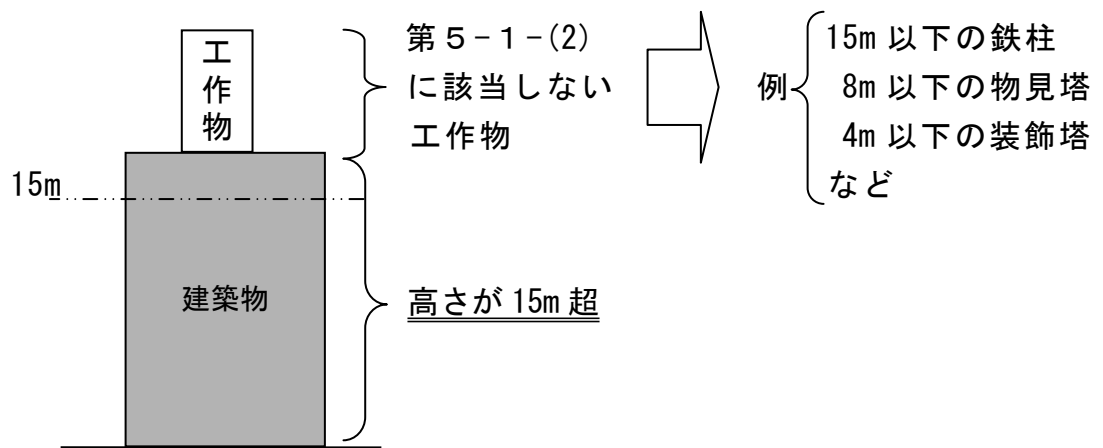 工作物
第５-１-(2)
に該当しない
工作物
例
15m 以下の鉄柱
8m 以下の物見塔
4m 以下の装飾塔
など
15m
建築物
高さが 15m 超